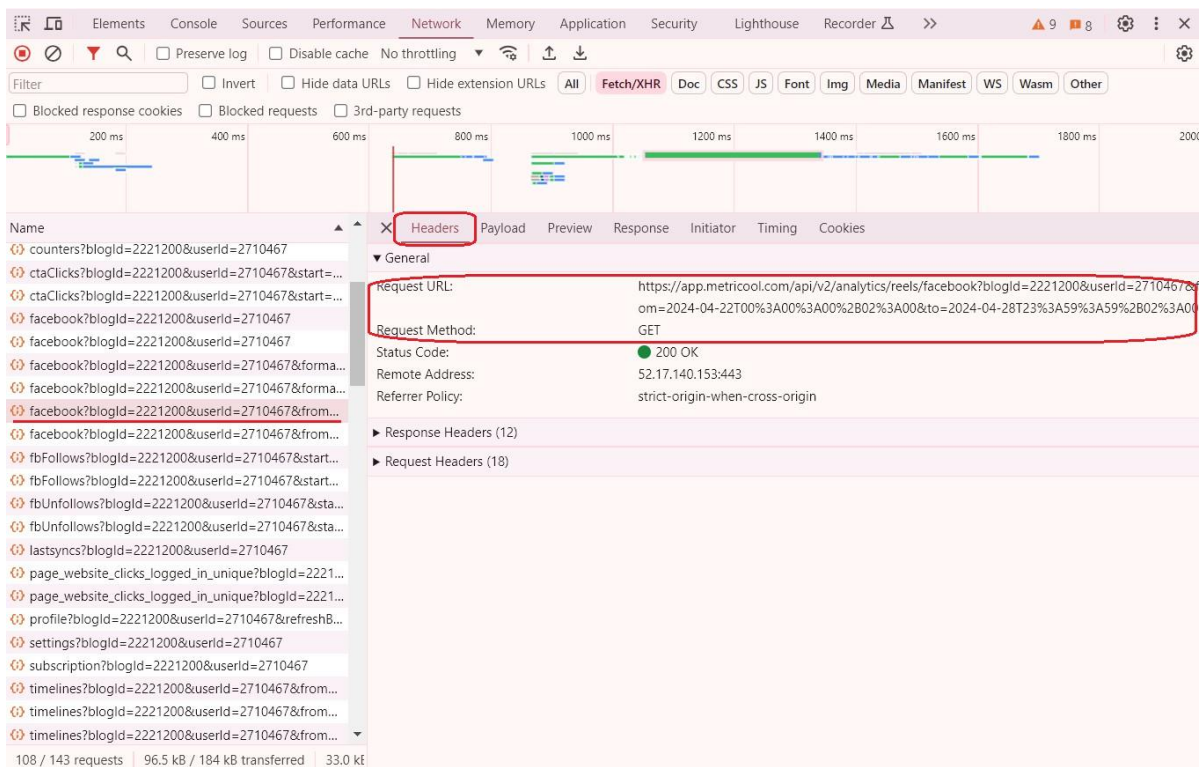 Elements Console Sources Performance Network Memory Application Security Lighthouse Recorder >> 9 8
Preserve log Disable cache No throttling
Filter Invert Hide data URLs Hide extension URLs All Fetch/XHR Doc CSS JS Font Img Media Manifest WS Wasm Other
Blocked response cookies Blocked requests 3rd-party requests
200 ms 400 ms 600 ms 800 ms 1000 ms 1200 ms 1400 ms 1600 ms 1800 ms 2000
Name
counters?blogId=2221200&userId=2710467
ctaClicks?blogId=2221200&userId=2710467&start=...
ctaClicks?blogId=2221200&userId=2710467&start=...
facebook?blogId=2221200&userId=2710467
facebook?blogId=2221200&userId=2710467
facebook?blogId=2221200&userId=2710467&forma...
facebook?blogId=2221200&userId=2710467&forma...
facebook?blogId=2221200&userId=2710467&from...
facebook?blogId=2221200&userId=2710467&from...
fbFollows?blogId=2221200&userId=2710467&start...
fbFollows?blogId=2221200&userId=2710467&start...
fbUnfollows?blogId=2221200&userId=2710467&sta...
fbUnfollows?blogId=2221200&userId=2710467&sta...
lastsyncs?blogId=2221200&userId=2710467
page_website_clicks_logged_in_unique?blogId=2221...
page_website_clicks_logged_in_unique?blogId=2221...
profile?blogId=2221200&userId=2710467&refreshB...
settings?blogId=2221200&userId=2710467
subscription?blogId=2221200&userId=2710467
timelines?blogId=2221200&userId=2710467&from...
timelines?blogId=2221200&userId=2710467&from...
timelines?blogId=2221200&userId=2710467&from...
108 / 143 requests 96.5 kB / 184 kB transferred 33.0 kB
Headers Payload Preview Response Initiator Timing Cookies
General
Request URL: https://app.metricool.com/api/v2/analytics/reels/facebook?blogId=2221200&userId=2710467&f
om=2024-04-22T00%3A00%3A00%2B02%3A00&to=2024-04-28T23%3A59%3A59%2B02%3A00
Request Method: GET
Status Code: 200 OK
Remote Address: 52.17.140.153:443
Referrer Policy: strict-origin-when-cross-origin
Response Headers (12)
Request Headers (18)